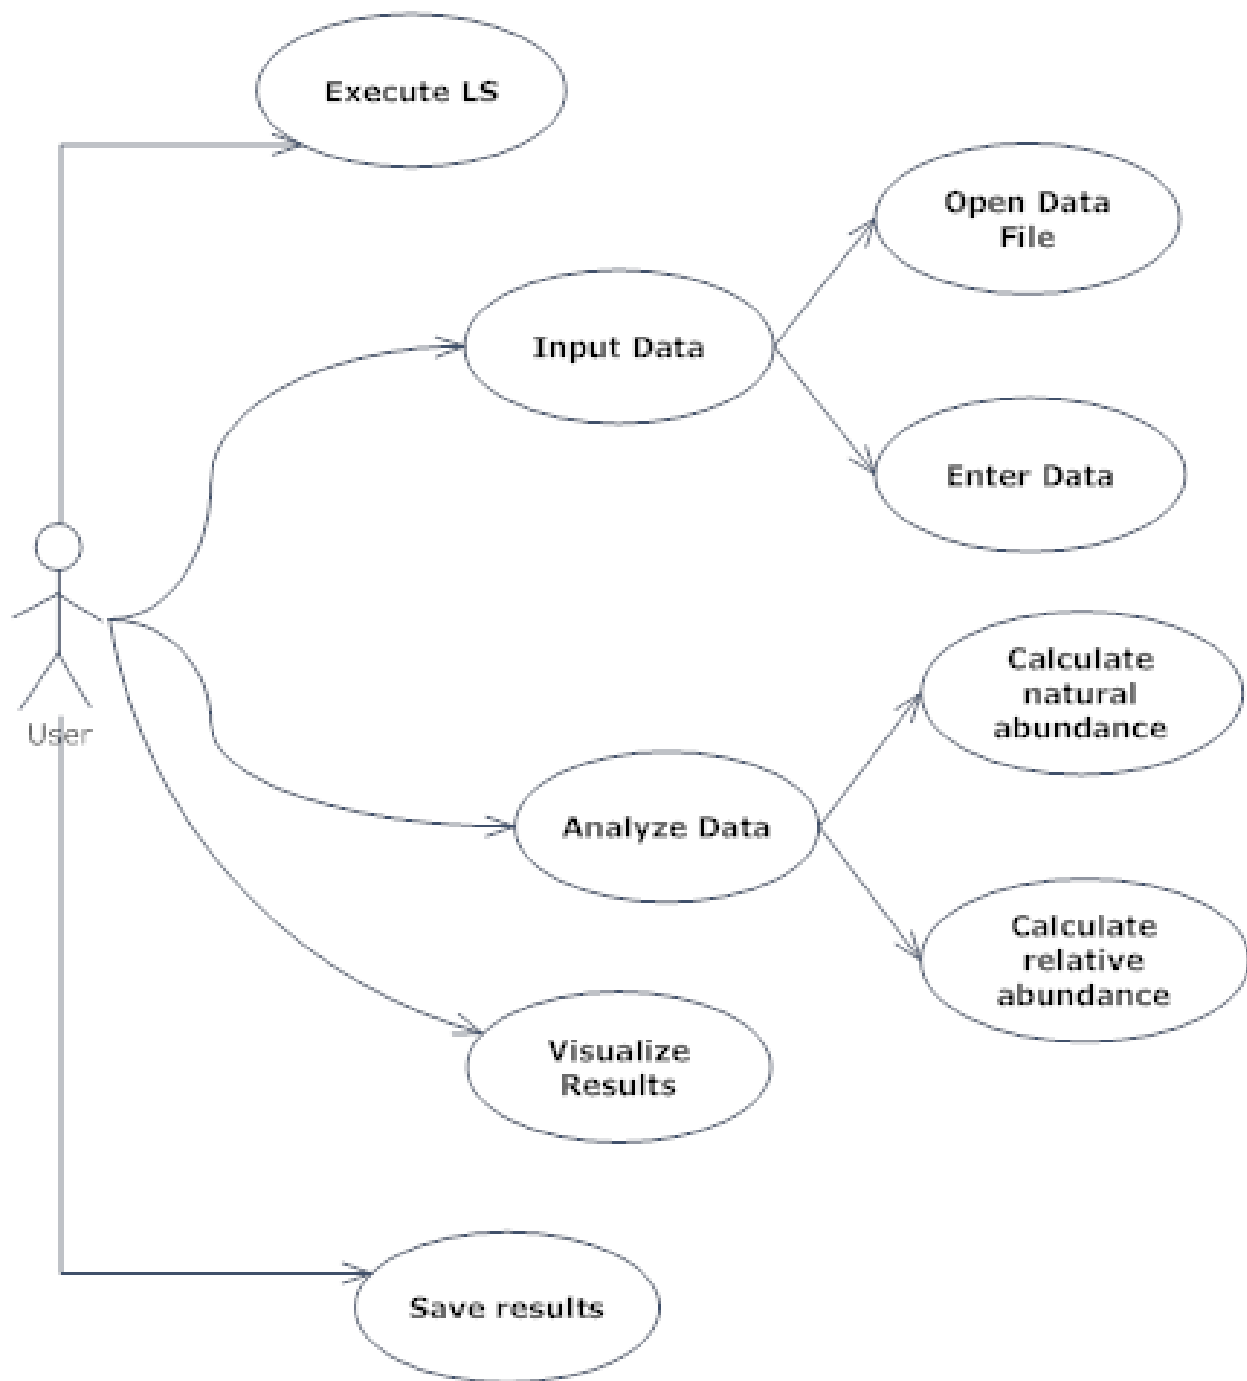 Execute LS
Open Data
File
Input Data
Enter Data
User
Calculate
natural
abundance
Analyze Data
Calculate
relative
abundance
Visualize
Results
Save results